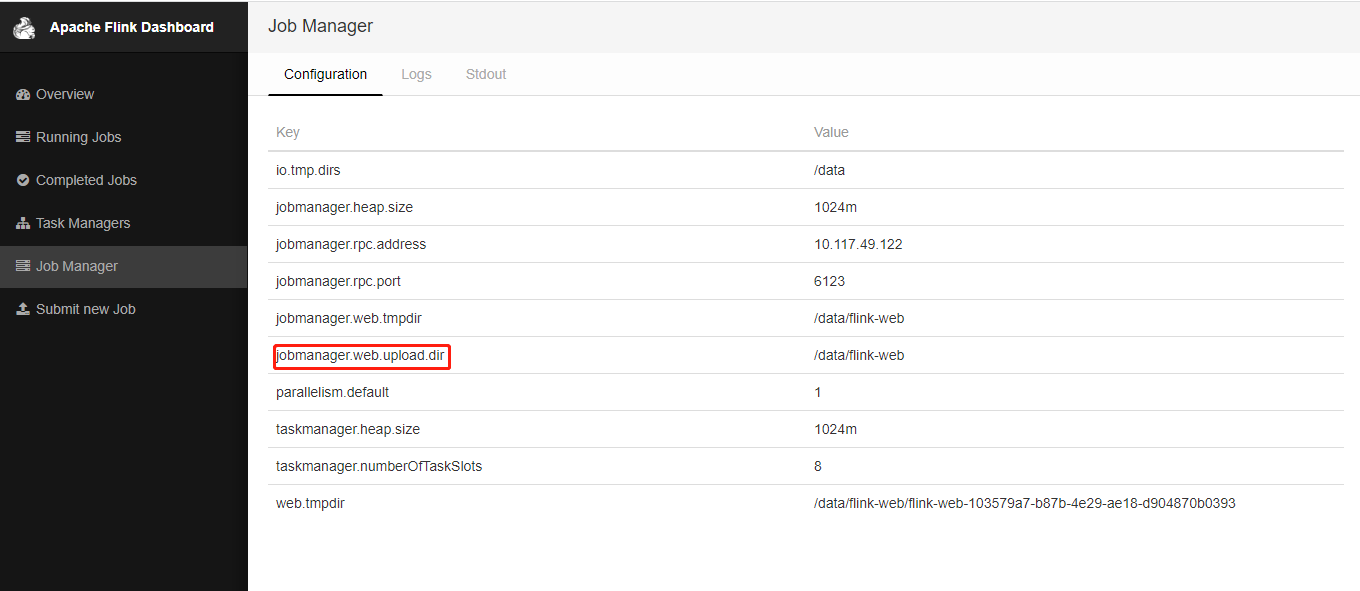 Apache Flink Dashboard
Job Manager
Configuration Logs Stdout
Overview
Running Jobs
Completed Jobs
Task Managers
Job Manager
Submit new Job
Key Value
io.tmp.dirs /data
jobmanager.heap.size 1024m
jobmanager.rpc.address 10.117.49.122
jobmanager.rpc.port 6123
jobmanager.web.tmpdir /data/flink-web
jobmanager.web.upload.dir /data/flink-web
parallelism.default 1
taskmanager.heap.size 1024m
taskmanager.numberOfTaskSlots 8
web.tmpdir /data/flink-web/flink-web-103579a7-b87b-4e29-ae18-d904870b0393